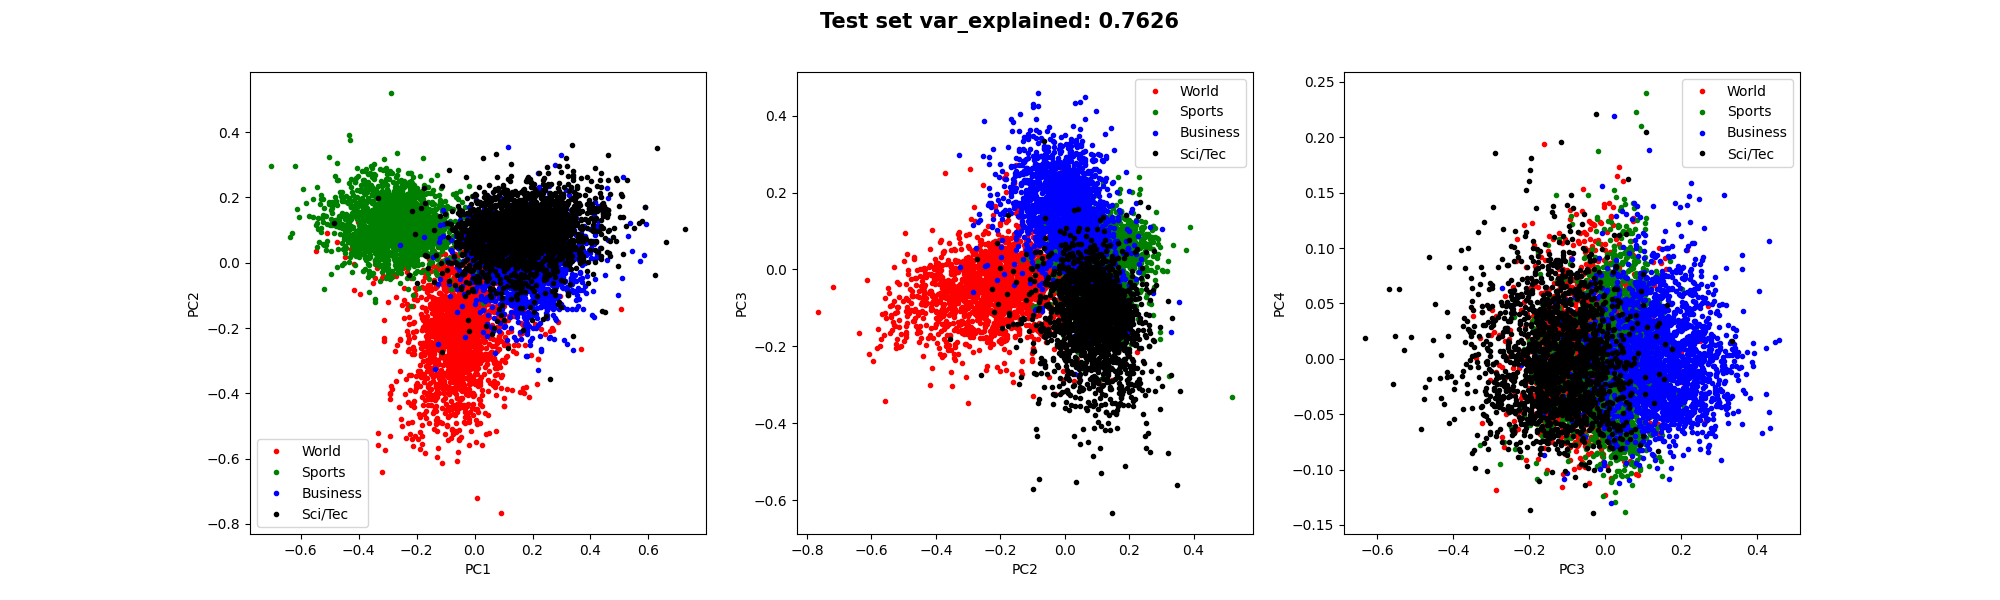 Test set var_explained: 0.7626
0.4
0.2
0.0
−0.2
−0.4
−0.6
−0.8
PC2
World
Sports
Business
Sci/Tec
−0.6
−0.4
−0.2
0.0
0.2
0.4
0.6
PC1
0.4
0.2
0.0
−0.2
−0.4
−0.6
PC3
World
Sports
Business
Sci/Tec
−0.8
−0.6
−0.4
−0.2
0.0
0.2
0.4
PC2
0.25
0.20
0.15
0.10
0.05
0.00
−0.05
−0.10
−0.15
PC4
World
Sports
Business
Sci/Tec
−0.6
−0.4
−0.2
0.0
0.2
0.4
PC3